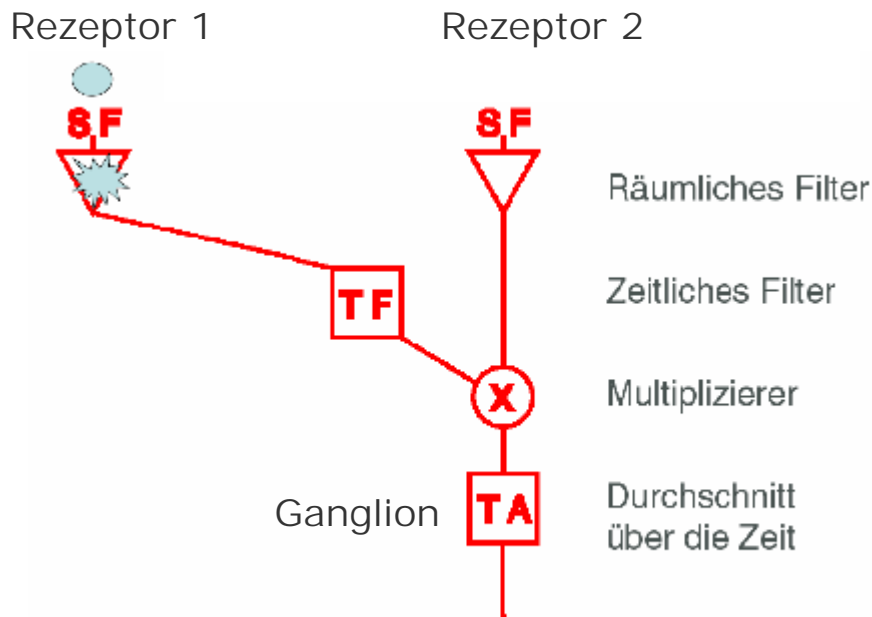 Rezeptor 1
Rezeptor 2
SF
SF
Räumliches Filter
TF
Zeitliches Filter
X
Multiplizierer
Ganglion
TA
Durchschnitt
über die Zeit